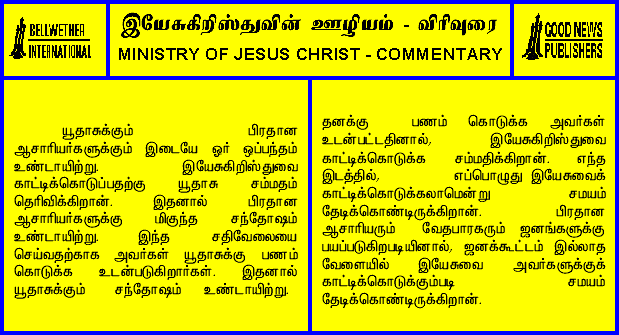 BELLWETHER
INTERNATIONAL
இயேசுகிறிஸ்துவின் ஊழியம் - விரிவுரை
MINISTRY OF JESUS CHRIST - COMMENTARY
GOOD NEWS
PUBLISHERS
யூதாசுக்கும் பிரதான
ஆசாரியர்களுக்கும் இடையே ஓர் ஒப்பந்தம்
உண்டாயிற்று. இயேசுகிறிஸ்துவை
காட்டிக்கொடுப்பதற்கு யூதாசு சம்மதம்
தெரிவிக்கிறான். இதனால் பிரதான
ஆசாரியர்களுக்கு மிகுந்த சந்தோஷம்
உண்டாயிற்று. இந்த சதிவேலையை
செய்வதற்காக அவர்கள் யூதாசுக்கு பணம்
கொடுக்க உடன்படுகிறார்கள். இதனால்
யூதாசுக்கும் சந்தோஷம் உண்டாயிற்று.
தனக்கு பணம் கொடுக்க அவர்கள்
உடன்பட்டதினால், இயேசுகிறிஸ்துவை
காட்டிக்கொடுக்க சம்மதிக்கிறான். எந்த
இடத்தில், எப்பொழுது இயேசுவைக்
காட்டிக்கொடுக்கலாமென்று சமயம்
தேடிக்கொண்டிருக்கிறான். பிரதான
ஆசாரியரும் வேதபாரகரும் ஜனங்களுக்கு
பயப்படுகிறபடியினால், ஜனக்கூட்டம் இல்லாத
வேளையில் இயேசுவை அவர்களுக்குக்
காட்டிக்கொடுக்கும்படி சமயம்
தேடிக்கொண்டிருக்கிறான்.